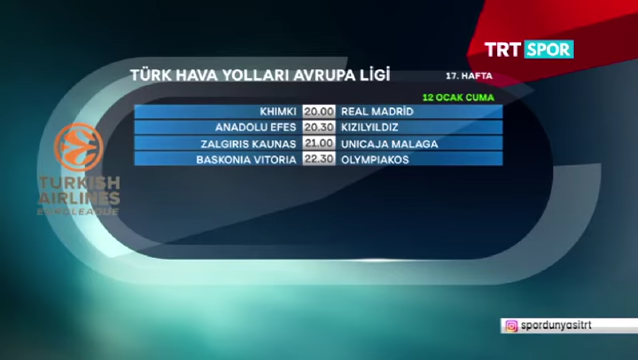 TRT SPOR
TÜRK HAVA YOLLARI AVRUPA LİGİ
17. HAFTA
12 OCAK CUMA
KHIMKI 20.00 REAL MADRİD
ANADOLU EFES 20.30 KIZILYILDIZ
ZALGIRIS KAUNAS 21.00 UNICAJA MALAGA
BASKONIA VITORIA 22.30 OLYMPIAKOS
TURKISH
AIRLINES
EUROLEAGUE
spordunyasitrt